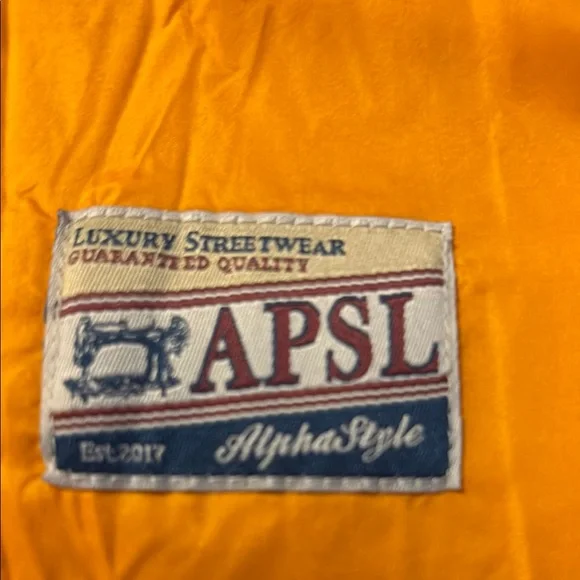 LUXURY STREETWEAR
GUARANTEED QUALITY
APSL
Est.2017 AlphaStyle